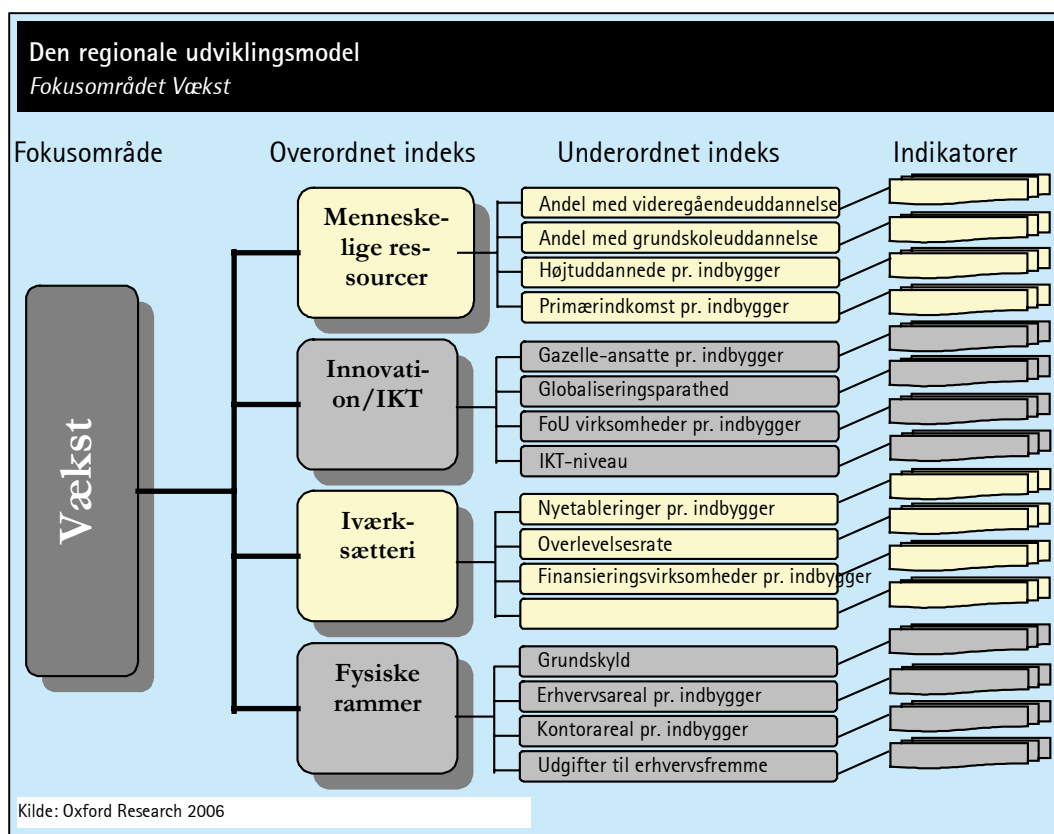 Den regionale udviklingsmodel
Fokusområdet Vækst
Fokusområde
Overordnet indeks
Underordnet indeks
Indikatorer
Vækst
Menneske-
lige res-
sourcer
Andel med videregåendeuddannelse
Andel med grundskoleuddannelse
Højtuddannede pr. indbygger
Primærindkomst pr. indbygger
Innovati-
on/IKT
Gazelle-ansatte pr. indbygger
Globaliseringsparathed
FoU virksomheder pr. indbygger
IKT-niveau
Iværk-
sætteri
Nyetableringer pr. indbygger
Overlevelsesrate
Finansieringsvirksomheder pr. indbygger
Fysiske
rammer
Grundskyld
Erhvervsareal pr. indbygger
Kontorareal pr. indbygger
Udgifter til erhvervsfremme
Kilde: Oxford Research 2006